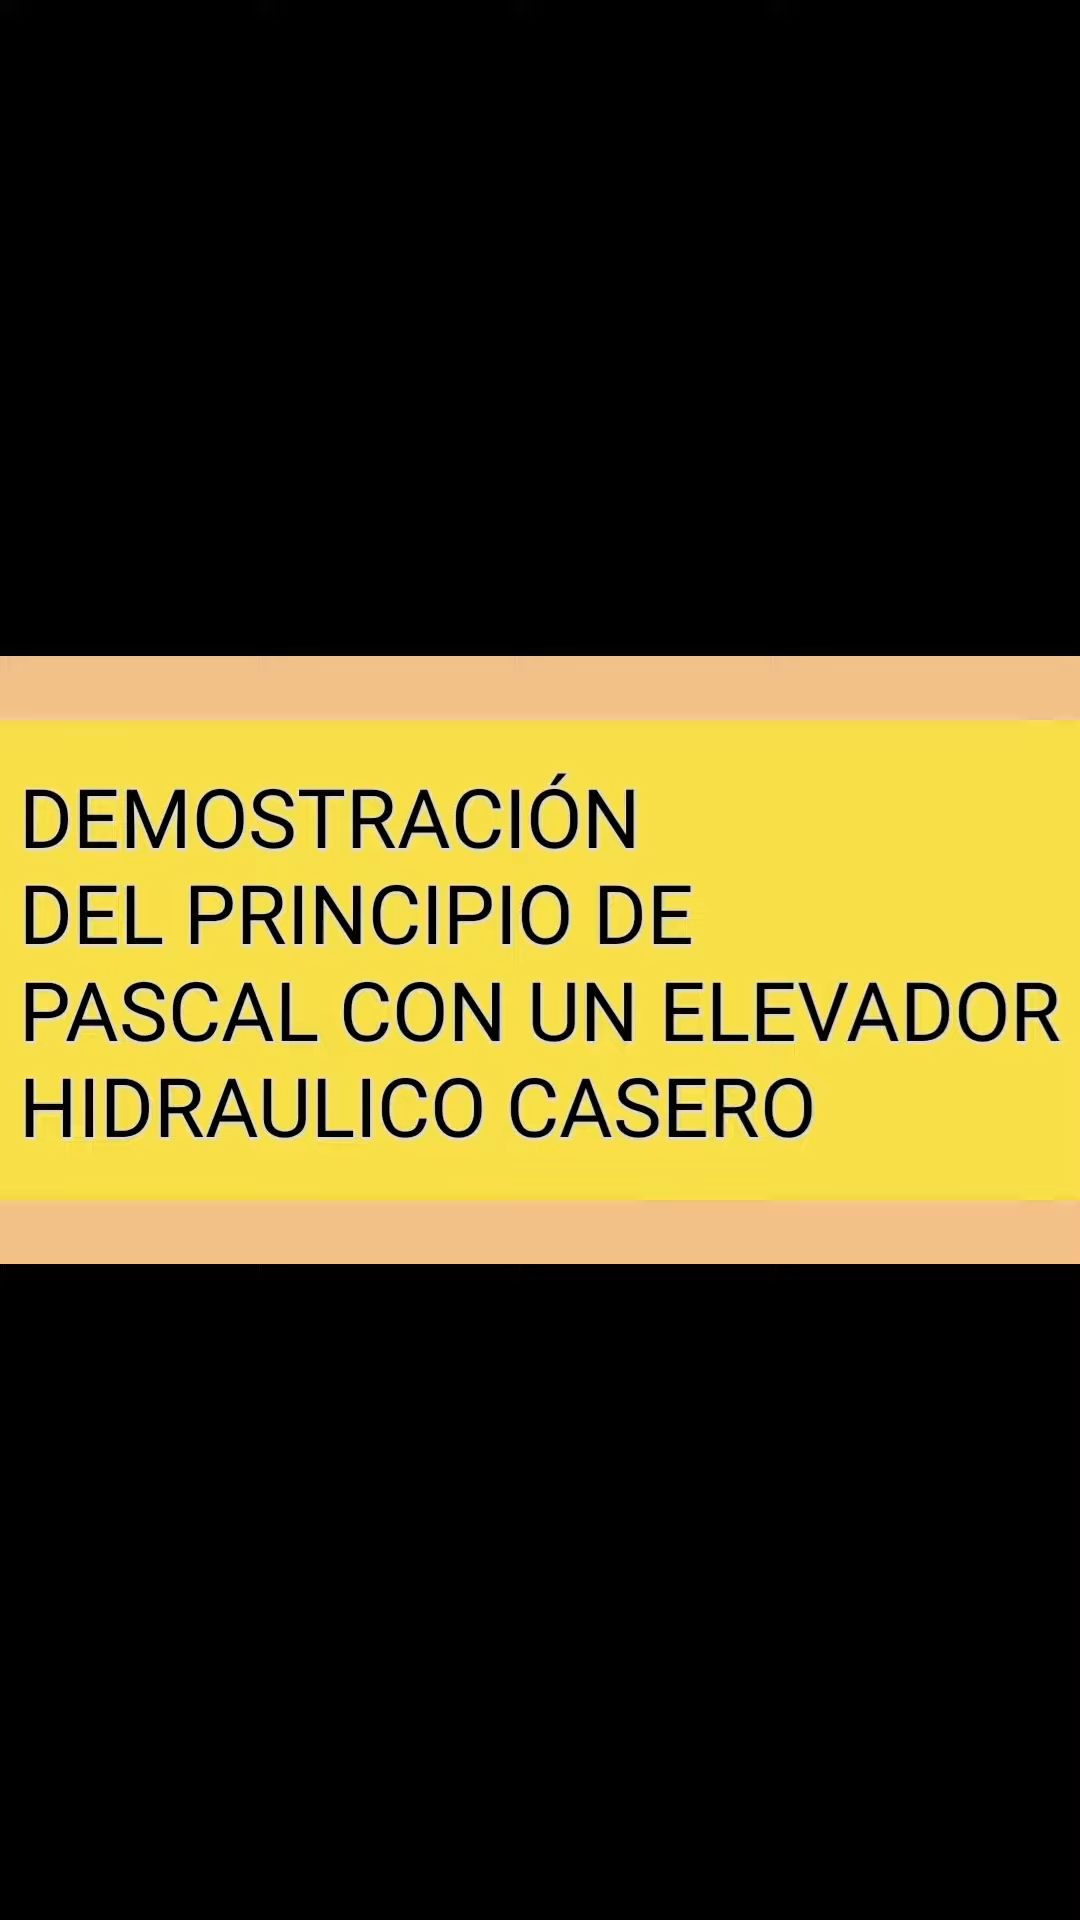 DEMOSTRACIÓN
DEL PRINCIPIO DE
PASCAL CON UN ELEVADOR
HIDRAULICO CASERO